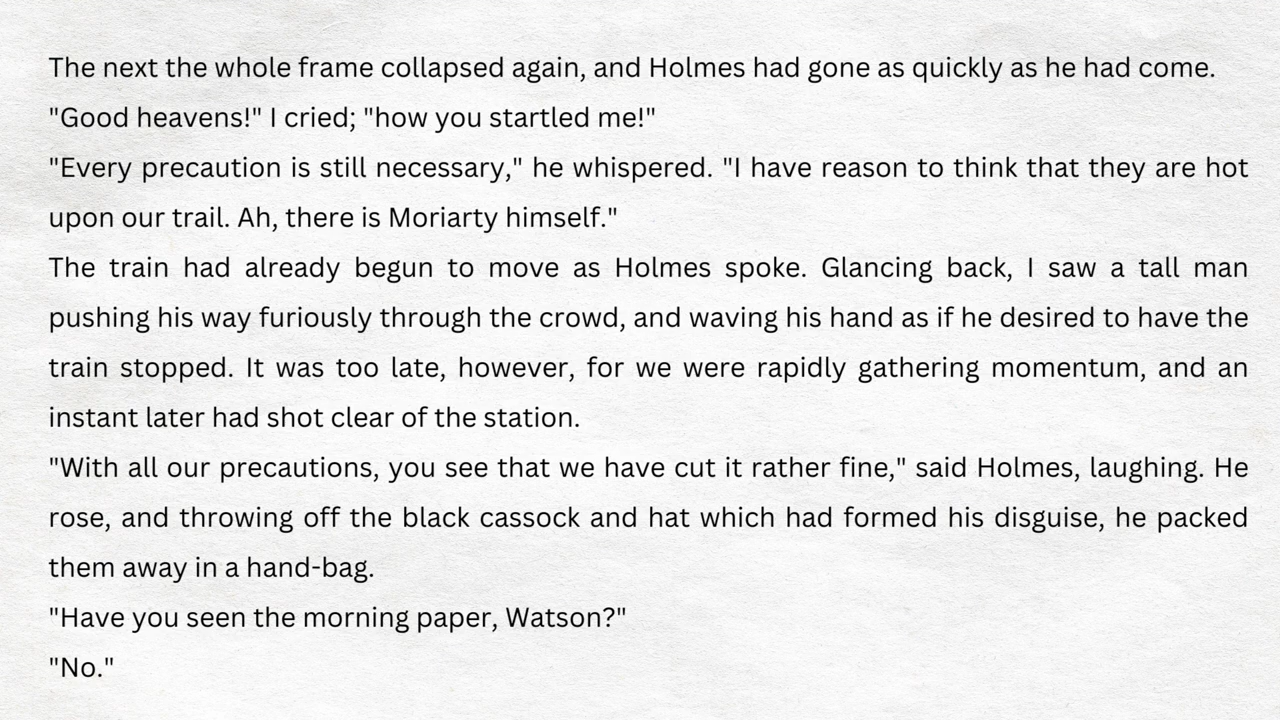 The next the whole frame collapsed again, and Holmes had gone as quickly as he had come.
"Good heavens!" I cried; "how you startled me!"
"Every precaution is still necessary," he whispered. "I have reason to think that they are hot
upon our trail. Ah, there is Moriarty himself."
The train had already begun to move as Holmes spoke. Glancing back, I saw a tall man
pushing his way furiously through the crowd, and waving his hand as if he desired to have the
train stopped. It was too late, however, for we were rapidly gathering momentum, and an
instant later had shot clear of the station.
"With all our precautions, you see that we have cut it rather fine," said Holmes, laughing. He
rose, and throwing off the black cassock and hat which had formed his disguise, he packed
them away in a hand-bag.
"Have you seen the morning paper, Watson?"
"No."